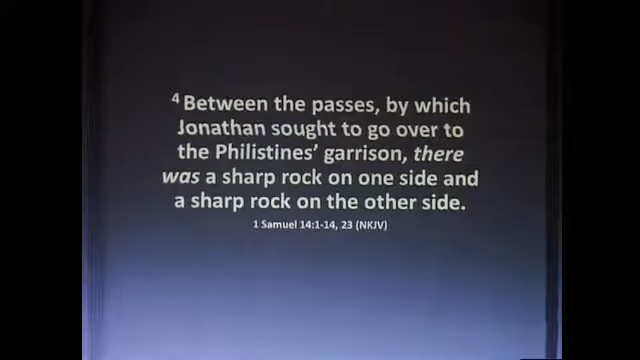 4 Between the passes, by which
Jonathan sought to go over to
the Philistines’ garrison, there
was a sharp rock on one side and
a sharp rock on the other side.
1 Samuel 14:1-14, 23 (NKJV)